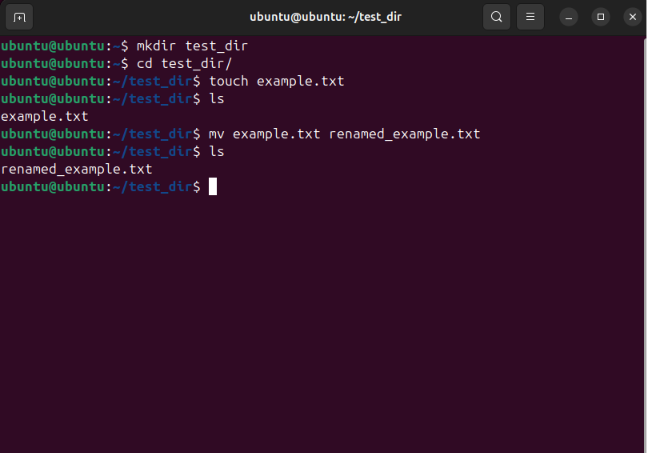 ubuntu@ubuntu: ~/test_dir
ubuntu@ubuntu:~$ mkdir test_dir
ubuntu@ubuntu:~$ cd test_dir/
ubuntu@ubuntu:~/test_dir$ touch example.txt
ubuntu@ubuntu:~/test_dir$ ls
example.txt
ubuntu@ubuntu:~/test_dir$ mv example.txt renamed_example.txt
ubuntu@ubuntu:~/test_dir$ ls
renamed_example.txt
ubuntu@ubuntu:~/test_dir$